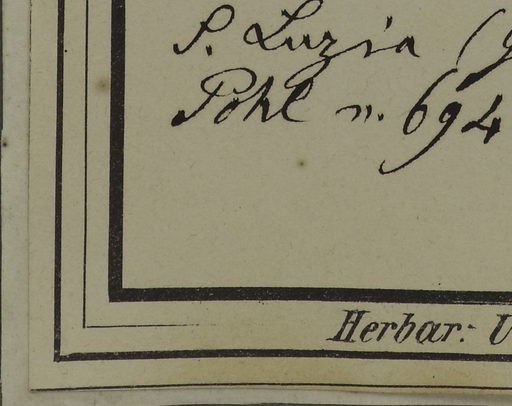 S. Luzia
Pohl n. 694
Herbar: